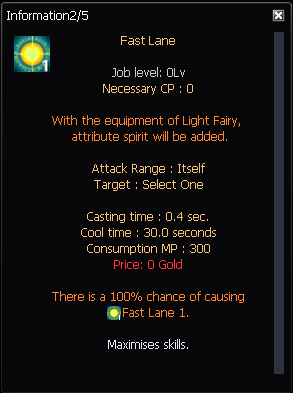 Information2/5
Fast Lane
1
Job level: 0Lv
Necessary CP : 0
With the equipment of Light Fairy,
attribute spirit will be added.
Attack Range : Itself
Target : Select One
Casting time : 0.4 sec.
Cool time : 30.0 seconds
Consumption MP : 300
Price: 0 Gold
There is a 100% chance of causing
Fast Lane 1.
Maximises skills.